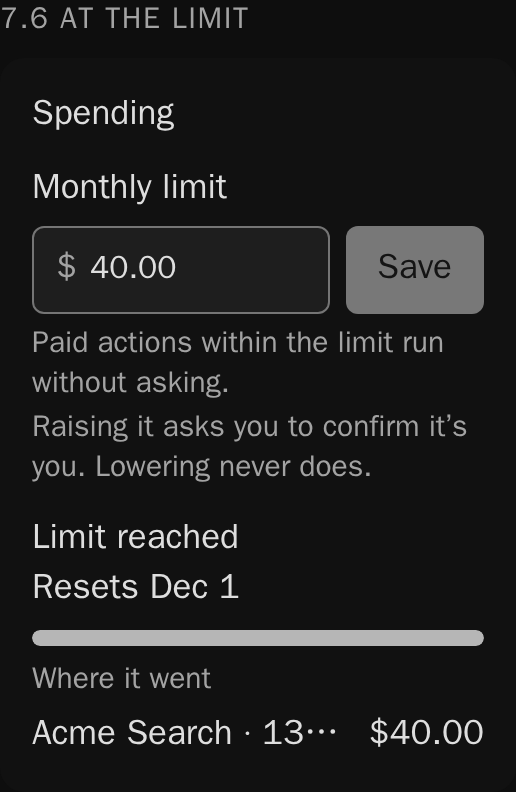 7.6 AT THE LIMIT
Spending
Monthly limit
$ 40.00
Save
Paid actions within the limit run
without asking.
Raising it asks you to confirm it’s
you. Lowering never does.
Limit reached
Resets Dec 1
Where it went
Acme Search · 13··· $40.00